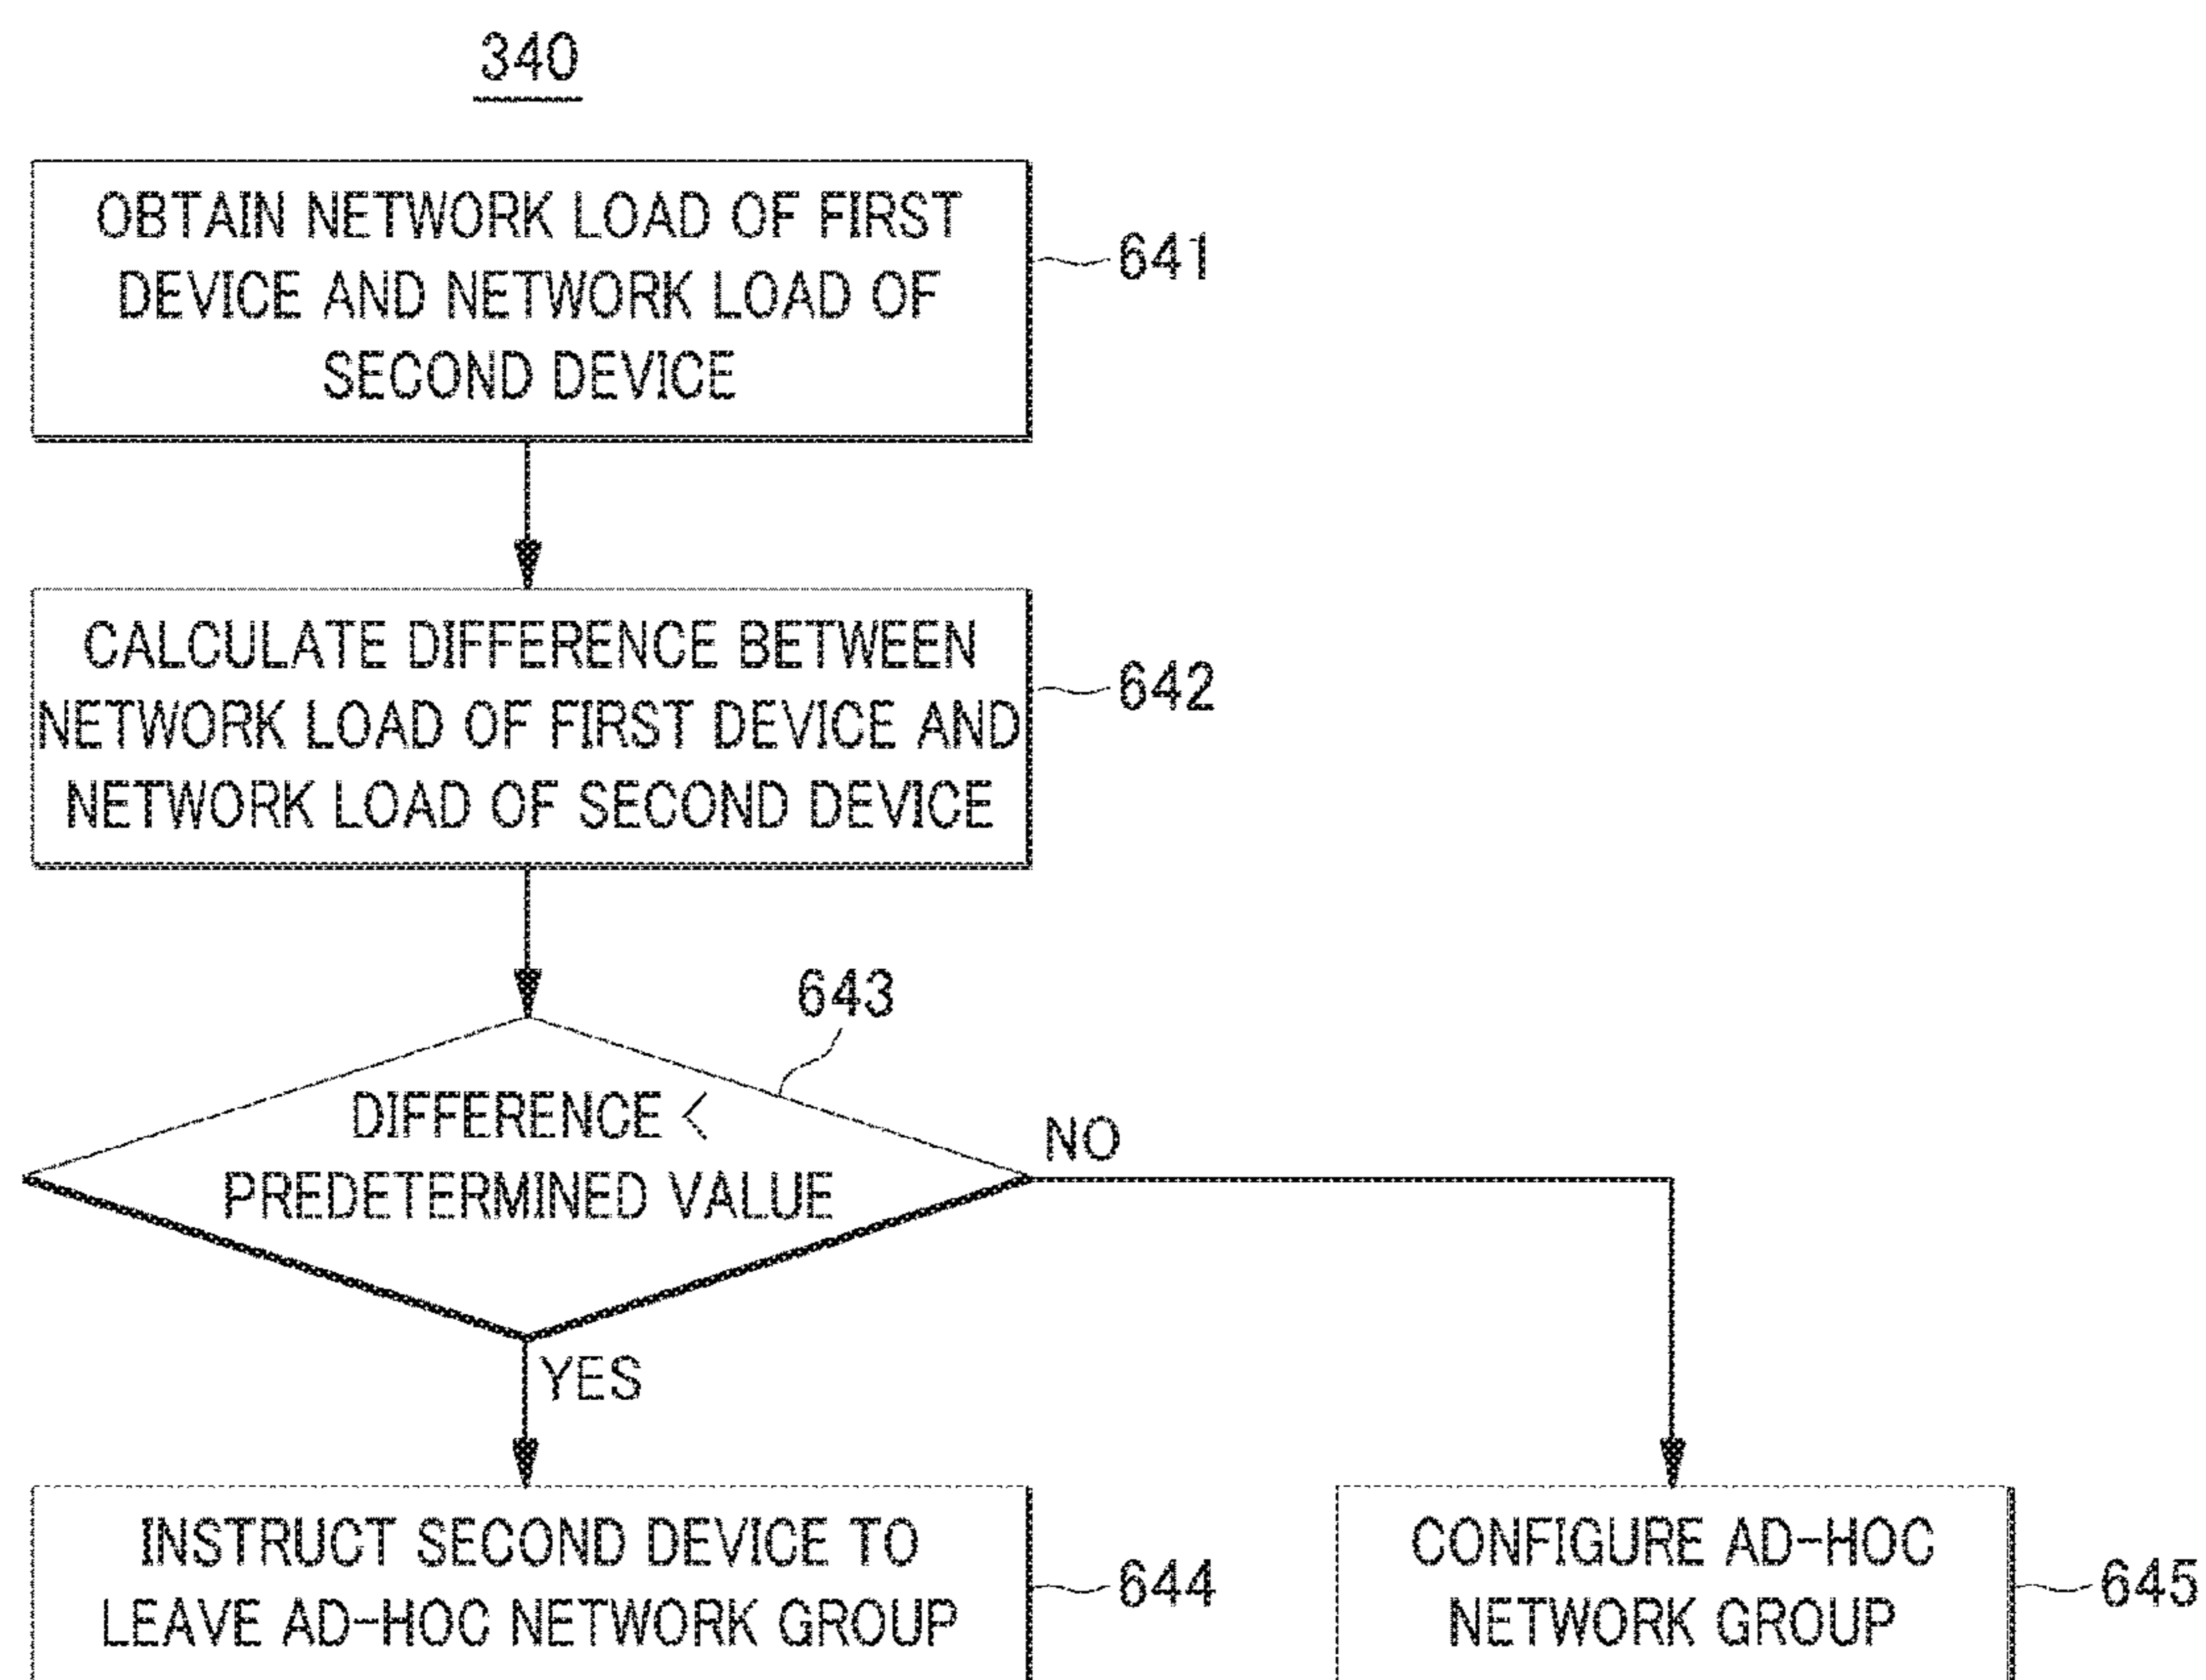 340
OBTAIN NETWORK LOAD OF FIRST
DEVICE AND NETWORK LOAD OF
SECOND DEVICE
641
CALCULATE DIFFERENCE BETWEEN
NETWORK LOAD OF FIRST DEVICE AND
NETWORK LOAD OF SECOND DEVICE
642
643
DIFFERENCE <
PREDETERMINED VALUE
NO
YES
INSTRUCT SECOND DEVICE TO
LEAVE AD-HOC NETWORK GROUP
644
CONFIGURE AD-HOC
NETWORK GROUP
645